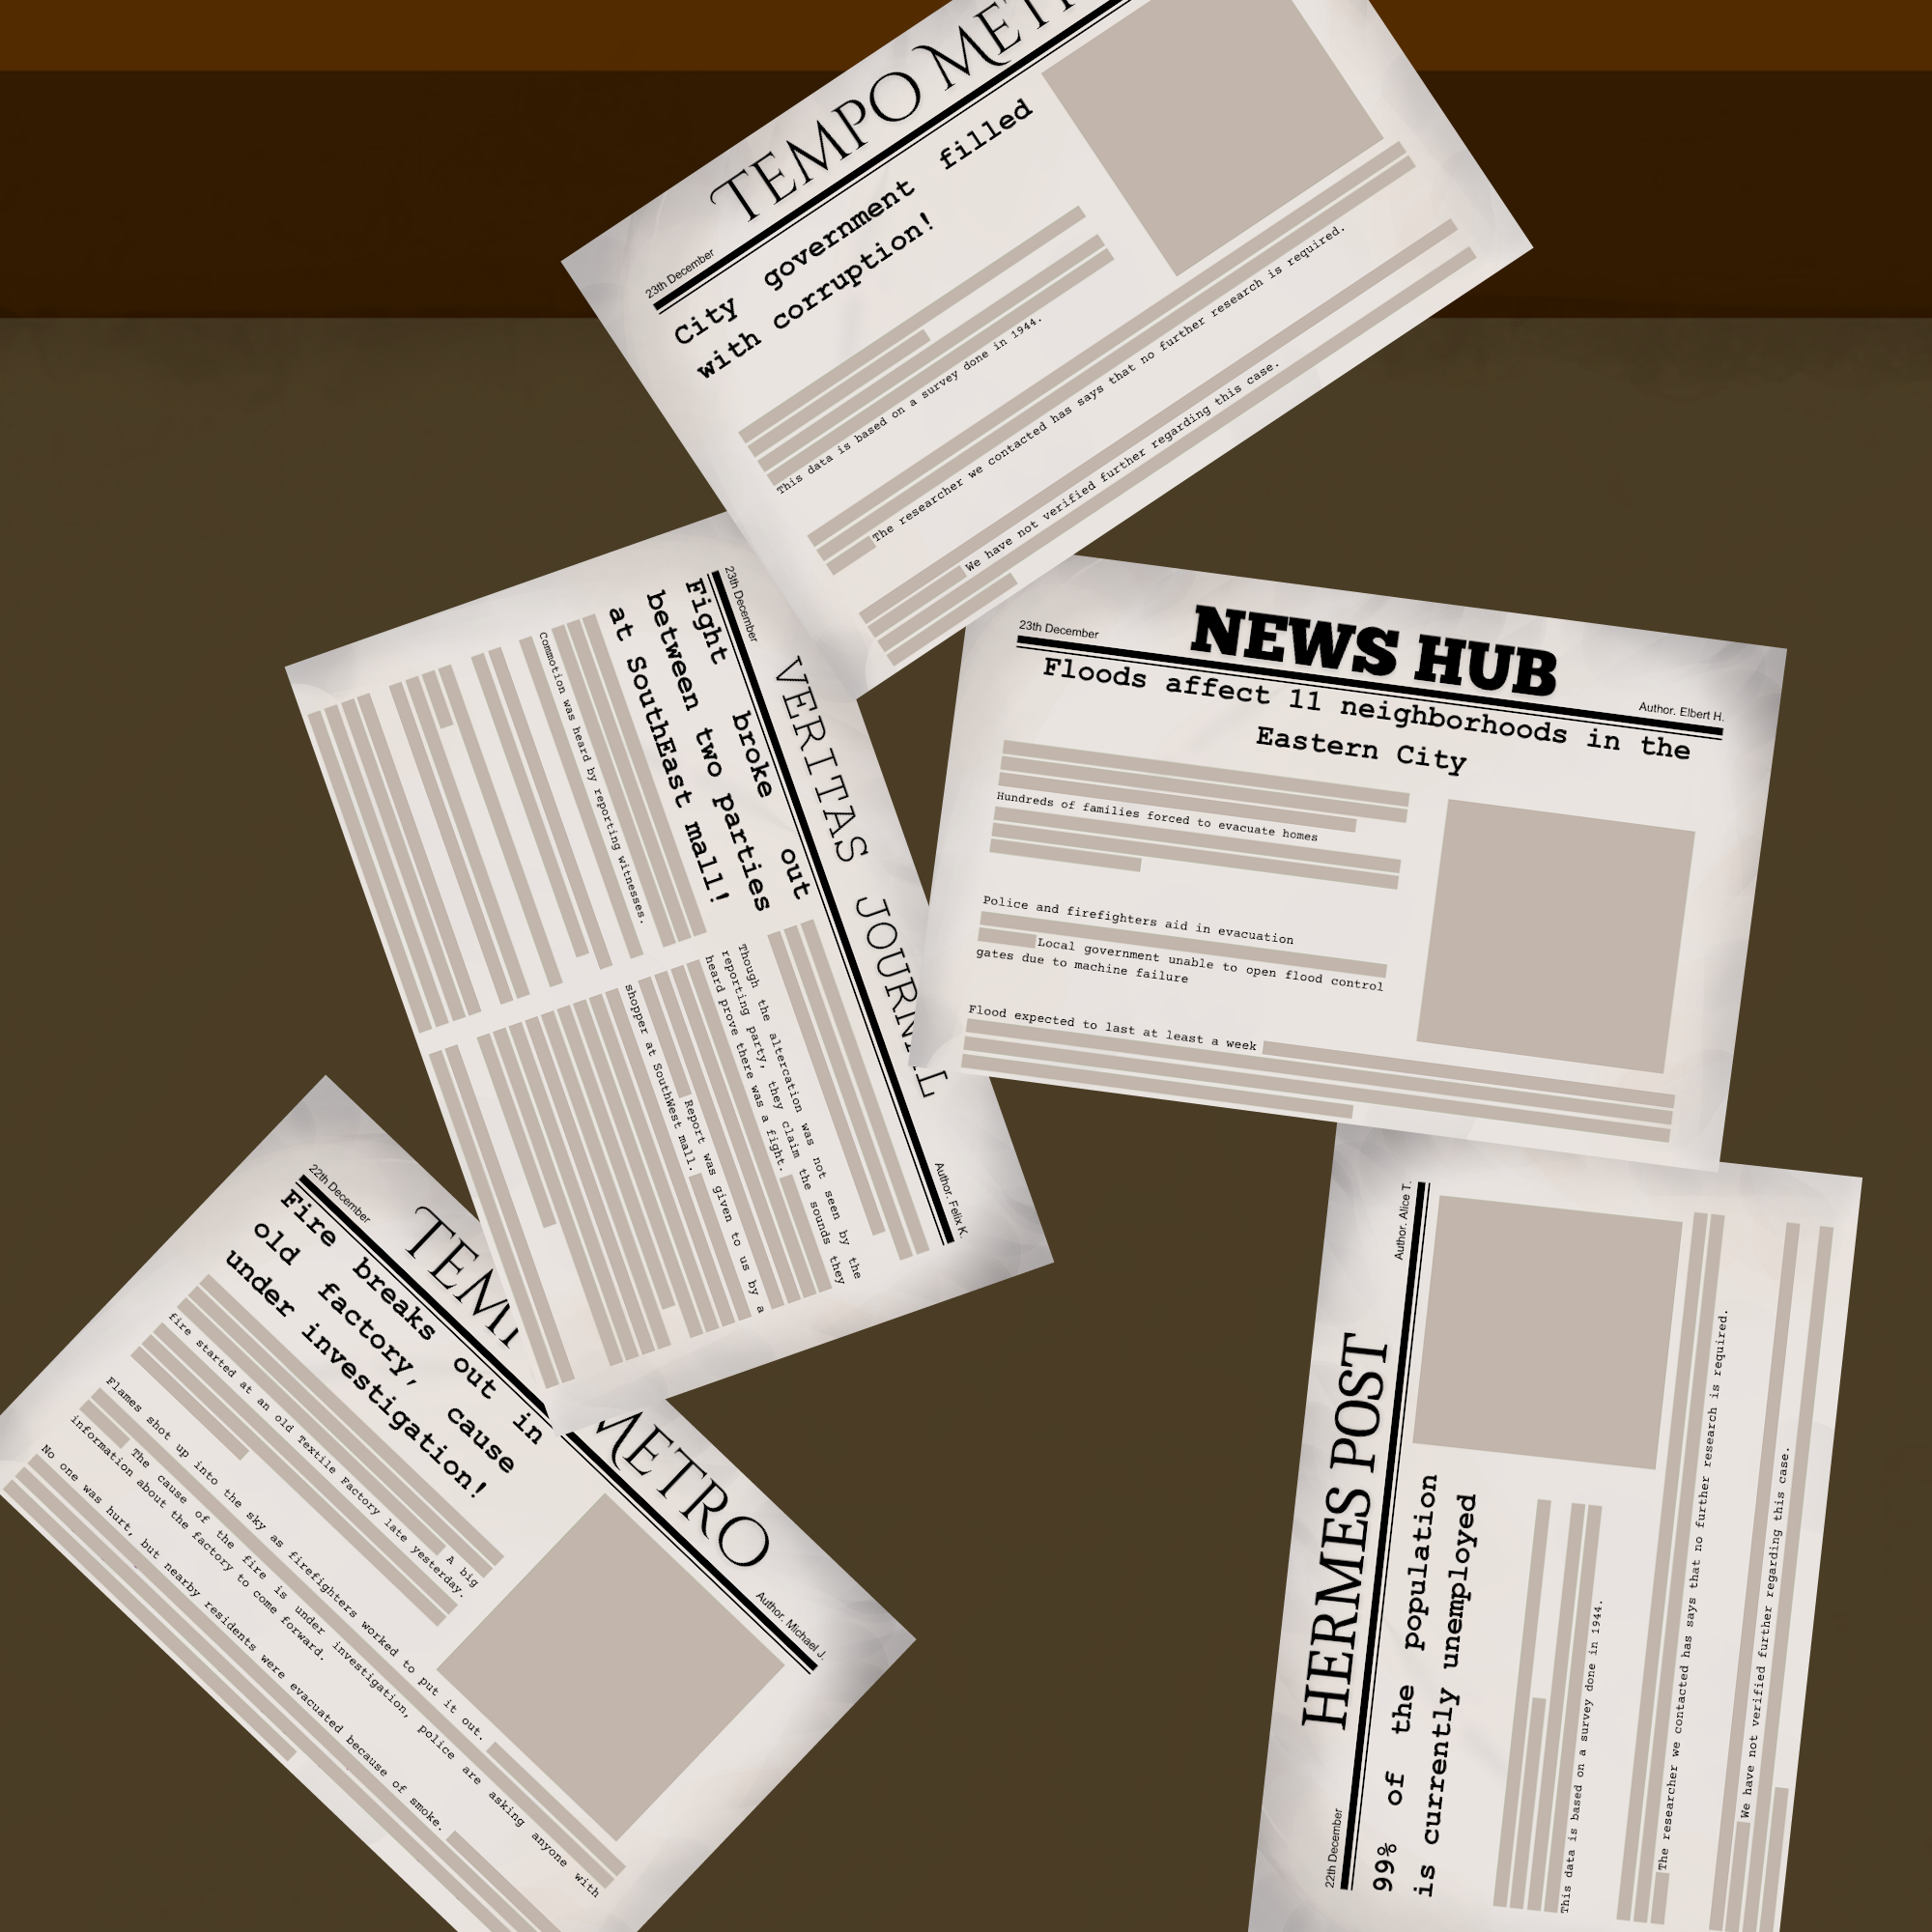 TEMPO
23th December
City government filled
with corruption!
This data is based on a survey done in 1944.
The researcher we contacted has says that no further research is required.
We have not verified further regarding this case.
VERITAS
23th December
Author. Felix K.
Fight broke out
between two parties
at SouthEast mall!
Commotion was heard by reporting witnesses.
Though the altercation was not seen by the
reporting party, they claim the sounds they
heard prove there was a fight.
Report was given to us by a
shopper at SouthWest mall.
NEWS HUB
23th December
Author. Elbert H.
Floods affect 11 neighborhoods in the
Eastern City
Hundreds of families forced to evacuate homes
Police and firefighters aid in evacuation
Local government unable to open flood control
gates due to machine failure
Flood expected to last at least a week
METRO
22th December
Author. Michael J.
Fire breaks out in
old factory, cause
under investigation!
A big
fire started at an old Textile Factory late yesterday.
Flames shot up into the sky as firefighters worked to put it out.
The cause of the fire is under investigation, police are asking anyone with
information about the factory to come forward.
No one was hurt, but nearby residents were evacuated because of smoke.
HERMES POST
22th December
Author. Alice T.
99% of the population
is currently unemployed
This data is based on a survey done in 1944.
The researcher we contacted has says that no further research is required.
We have not verified further regarding this case.